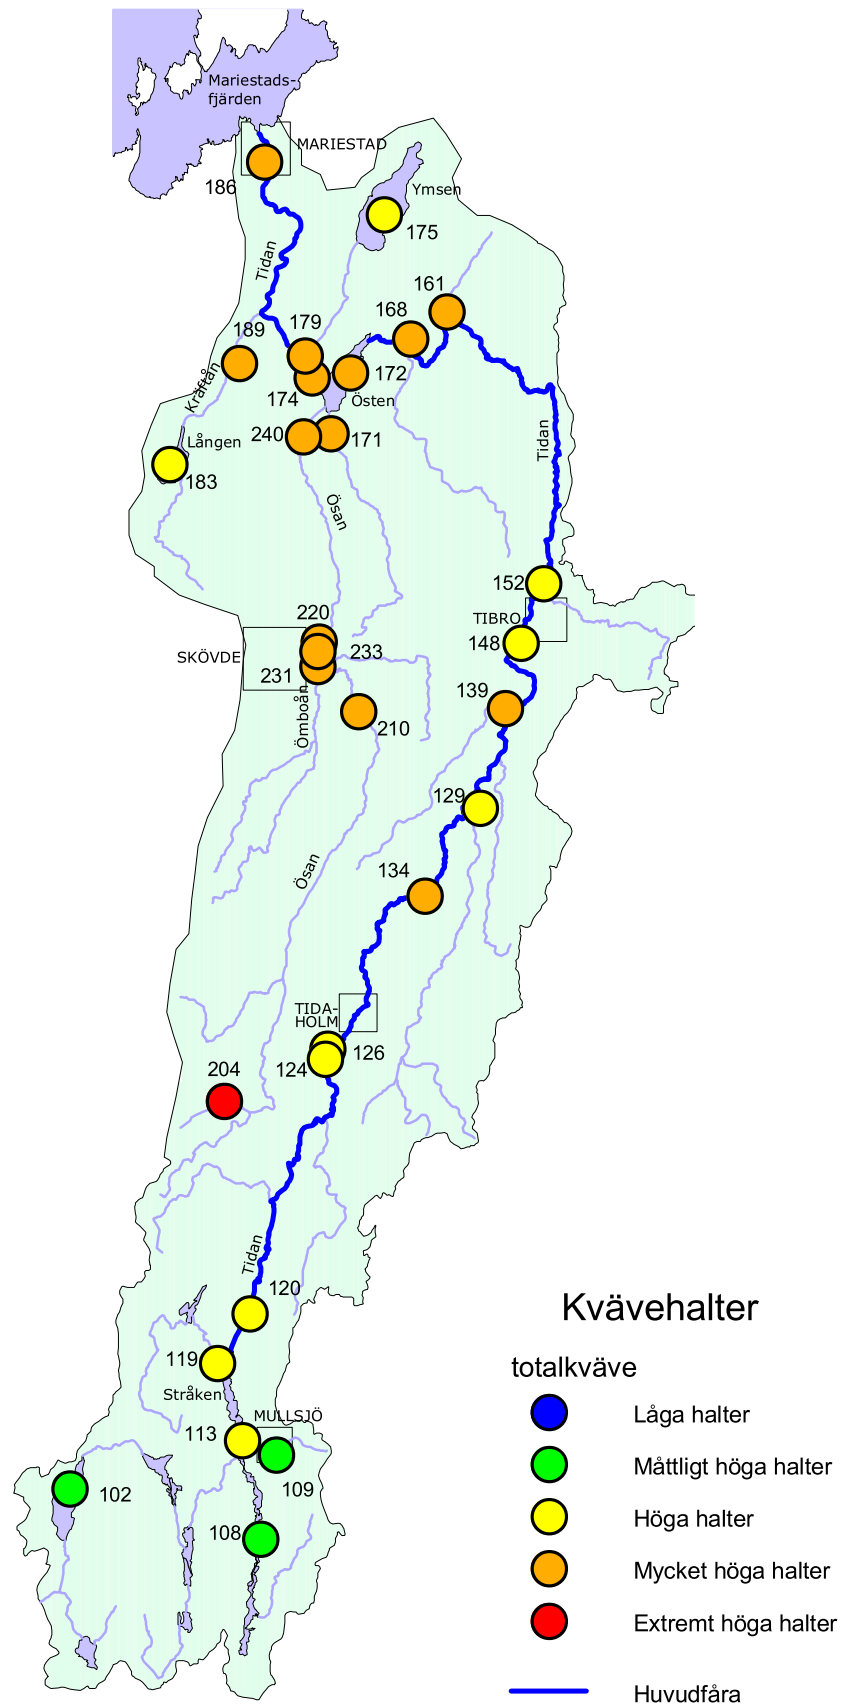 Mariestads-
fjärden
MARIESTAD
186
Ymsen
175
Tidan
161
168
179
189
172
174
Kräftån
Östen
240
171
Tidan
Lången
183
Ösan
152
220
TIBRO
148
233
SKÖVDE
231
139
Ömboån
210
129
134
Ösan
TIDA-
HOLM
126
124
204
Tidan
120
119
Stråken
MULLSJÖ
113
109
102
108
Kvävehalter
totalkväve
Låga halter
Måttligt höga halter
Höga halter
Mycket höga halter
Extremt höga halter
Huvudfåra